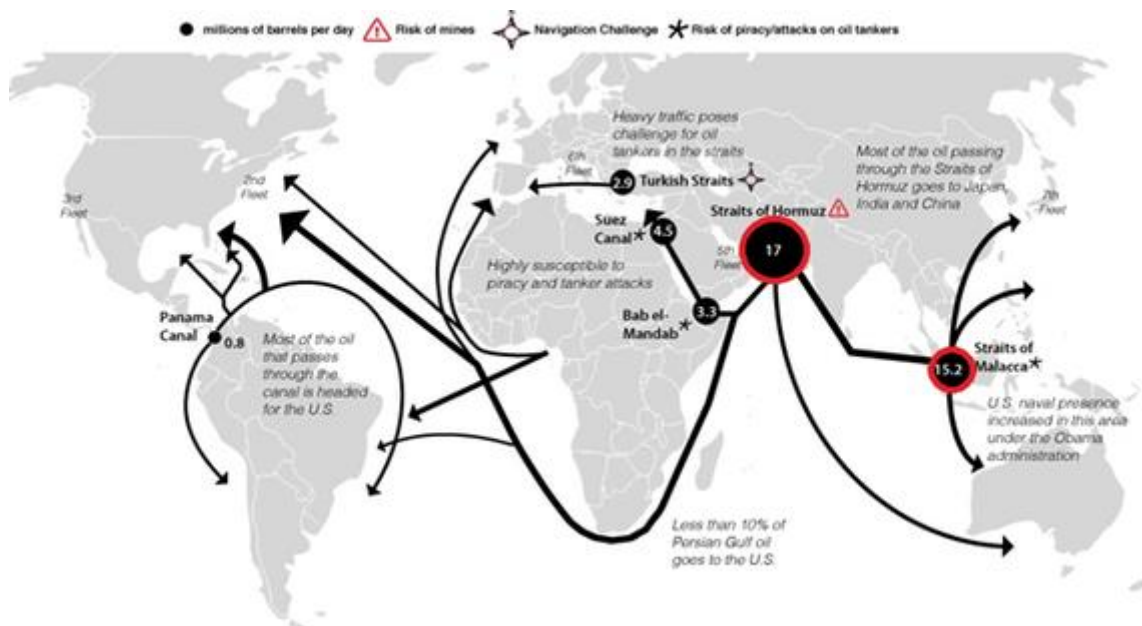 millions of barrels per day
Risk of mines
Navigation Challenge
Risk of piracy/attacks on oil tankers
Heavy traffic poses
challenge for oil
tankers in the straits
6th
Fleet
2.9
Turkish Straits
Most of the oil passing
through the Straits of
Hormuz goes to Japan,
India and China
2nd
Fleet
3rd
Fleet
7th
Fleet
Straits of Hormuz
17
5th
Fleet
Suez
Canal
4.5
Highly susceptible to
piracy and tanker attacks
Bab el-
Mandab
3.3
Panama
Canal
0.8
Most of the oil
that passes
through the
canal is headed
for the U.S.
Straits of
Malacca
15.2
U.S. naval presence
increased in this area
under the Obama
administration
Less than 10% of
Persian Gulf oil
goes to the U.S.